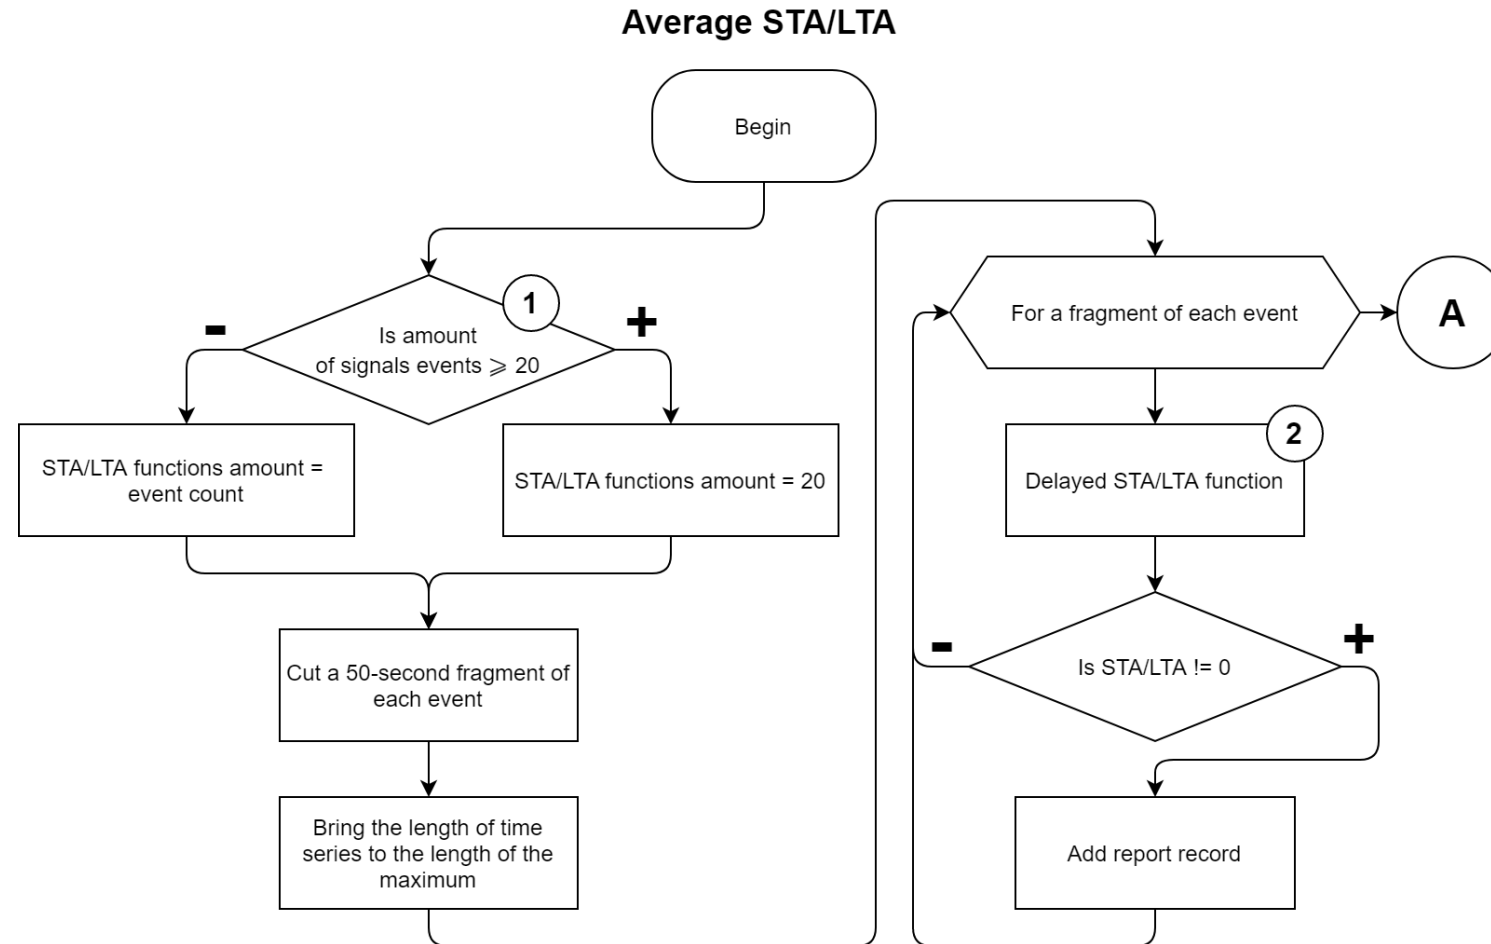 Average STA/LTA
Begin
1
-
+
Is amount
of signals events ⩾ 20
STA/LTA functions amount =
event count
STA/LTA functions amount = 20
Cut a 50-second fragment of
each event
Bring the length of time
series to the length of the
maximum
For a fragment of each event
A
2
Delayed STA/LTA function
-
+
Is STA/LTA != 0
Add report record